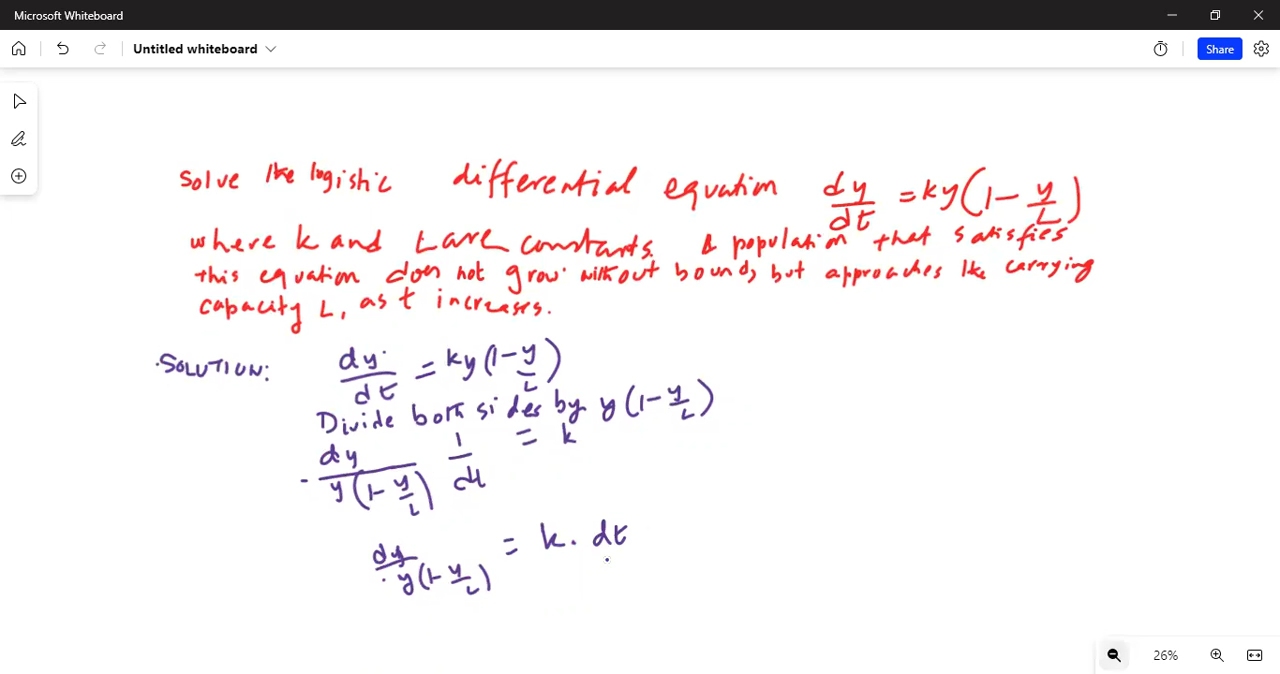 Microsoft Whiteboard
Untitled whiteboard
Share
Solve the logistic differential equation dy/dt = ky(1 - y/L)
where k and L are constants. A population that satisfies
this equation does not grow without bound, but approaches the carrying
capacity L, as t increases.
SOLUTION: dy/dt = ky(1 - y/L)
Divide both sides by y(1 - y/L)
dy/y(1 - y/L) 1/dt = k
dy/y(1 - y/L) = k. dt
26%